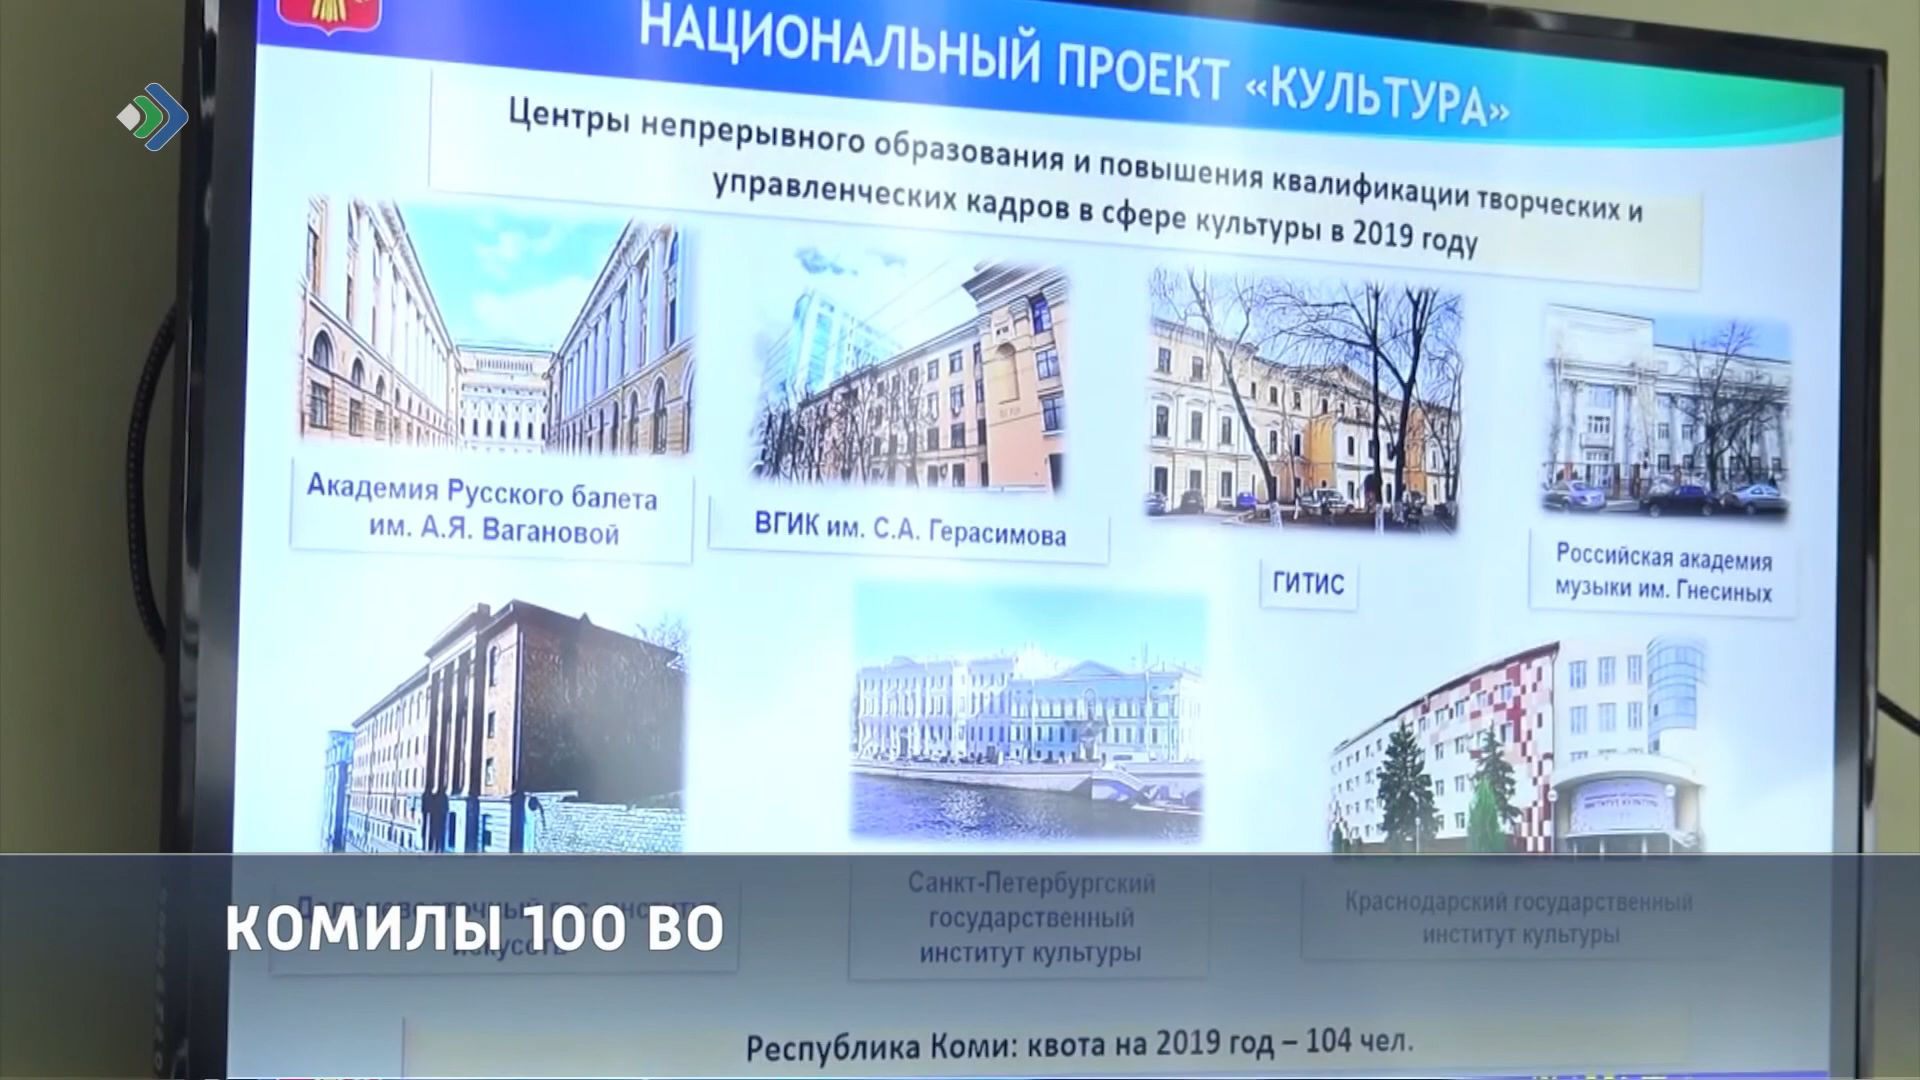 НАЦИОНАЛЬНЫЙ ПРОЕКТ «КУЛЬТУРА»
Центры непрерывного образования и повышения квалификации творческих и
управленческих кадров в сфере культуры в 2019 году
Академия Русского балета
им. А.Я. Вагановой
ВГИК им. С.А. Герасимова
ГИТИС
Российская академия
музыки им. Гнесиных
КОМИЛЫ 100 ВО
Санкт-Петербургский
государственный
институт культуры
Краснодарский государственный
институт культуры
Республика Коми: квота на 2019 год – 104 чел.